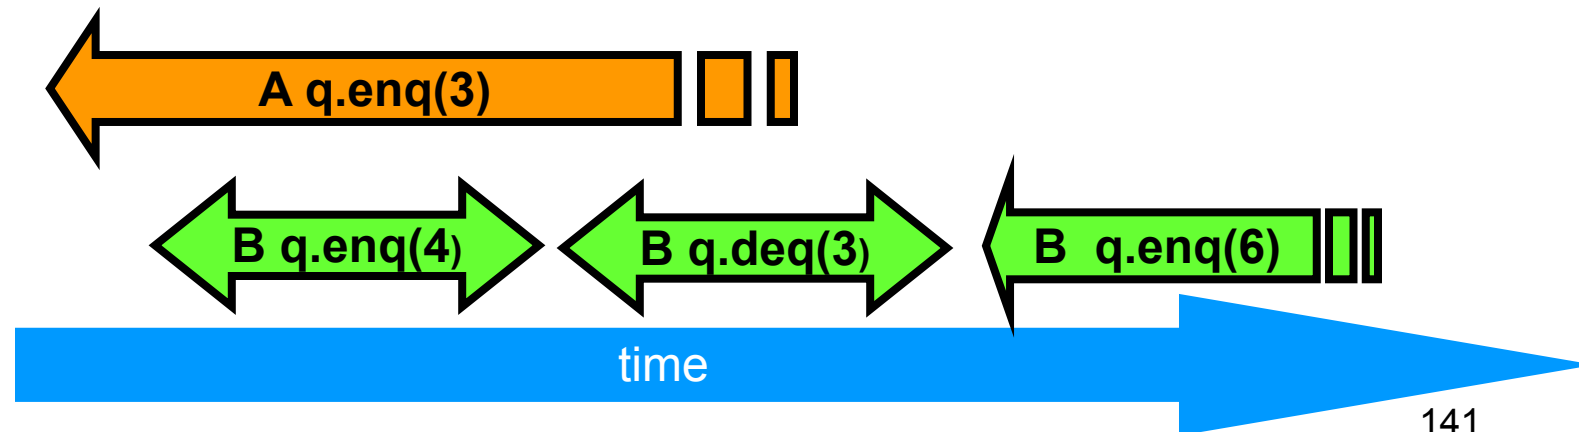 A q.enq(3)
B q.enq(4)
B q.deq(3)
B q.enq(6)
time
141